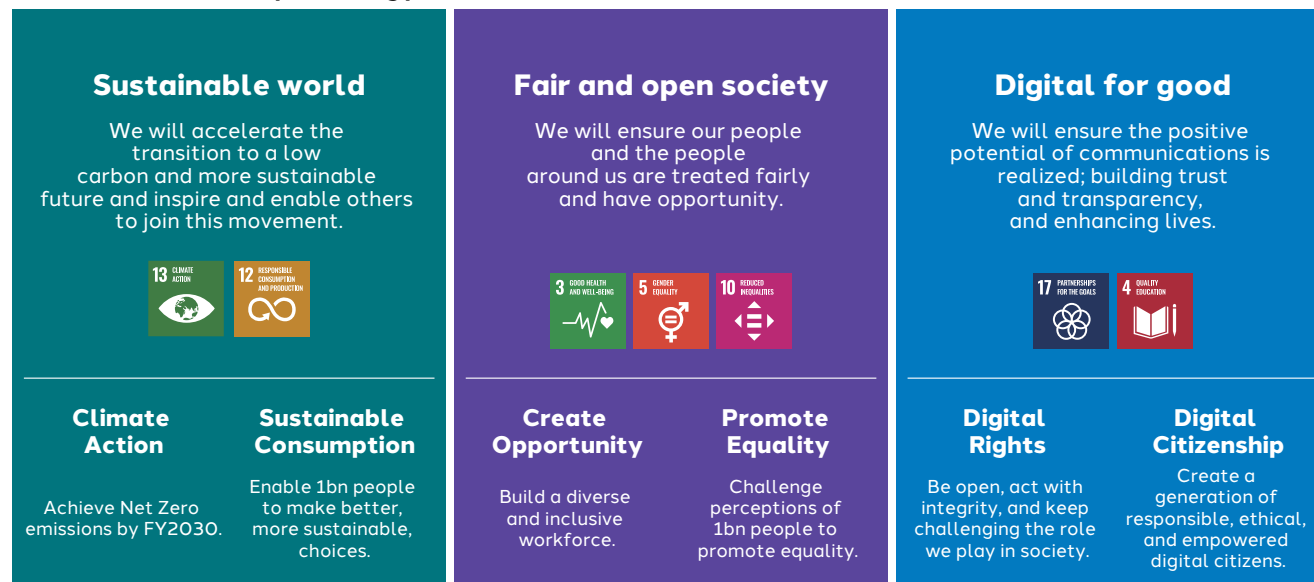 Sustainable world
We will accelerate the
transition to a low
carbon and more sustainable
future and inspire and enable others
to join this movement.
13 CLIMATE
ACTION
12 RESPONSIBLE
CONSUMPTION
AND PRODUCTION
Climate
Action
Achieve Net Zero
emissions by FY2030.
Sustainable
Consumption
Enable 1bn people
to make better,
more sustainable,
choices.
Fair and open society
We will ensure our people
and the people
around us are treated fairly
and have opportunity.
3 GOOD HEALTH
AND WELL-BEING
5 GENDER
EQUALITY
10 REDUCED
INEQUALITIES
Create
Opportunity
Build a diverse
and inclusive
workforce.
Promote
Equality
Challenge
perceptions of
1bn people to
promote equality.
Digital for good
We will ensure the positive
potential of communications is
realized; building trust
and transparency,
and enhancing lives.
17 PARTNERSHIPS
FOR THE GOALS
4 QUALITY
EDUCATION
Digital
Rights
Be open, act with
integrity, and keep
challenging the role
we play in society.
Digital
Citizenship
Create a
generation of
responsible, ethical,
and empowered
digital citizens.